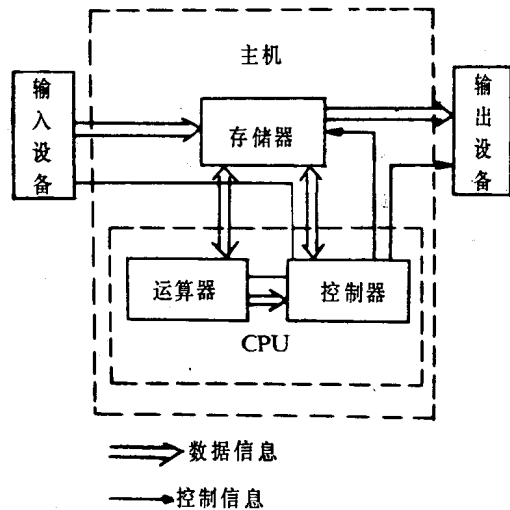 主机
输入设备
存储器
输出设备
运算器
控制器
CPU
数据信息
控制信息